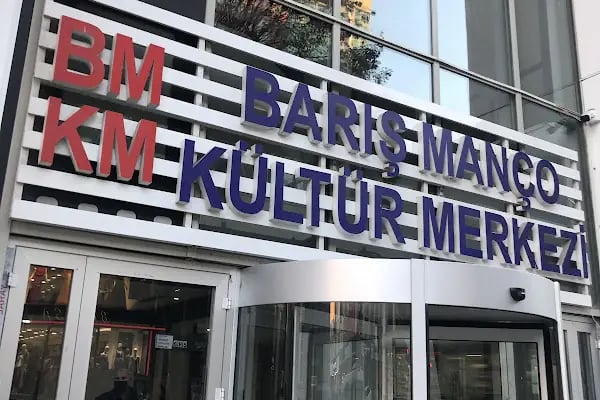 BM
KM
BARIŞ MANÇO
KÜLTÜR MERKEZİ